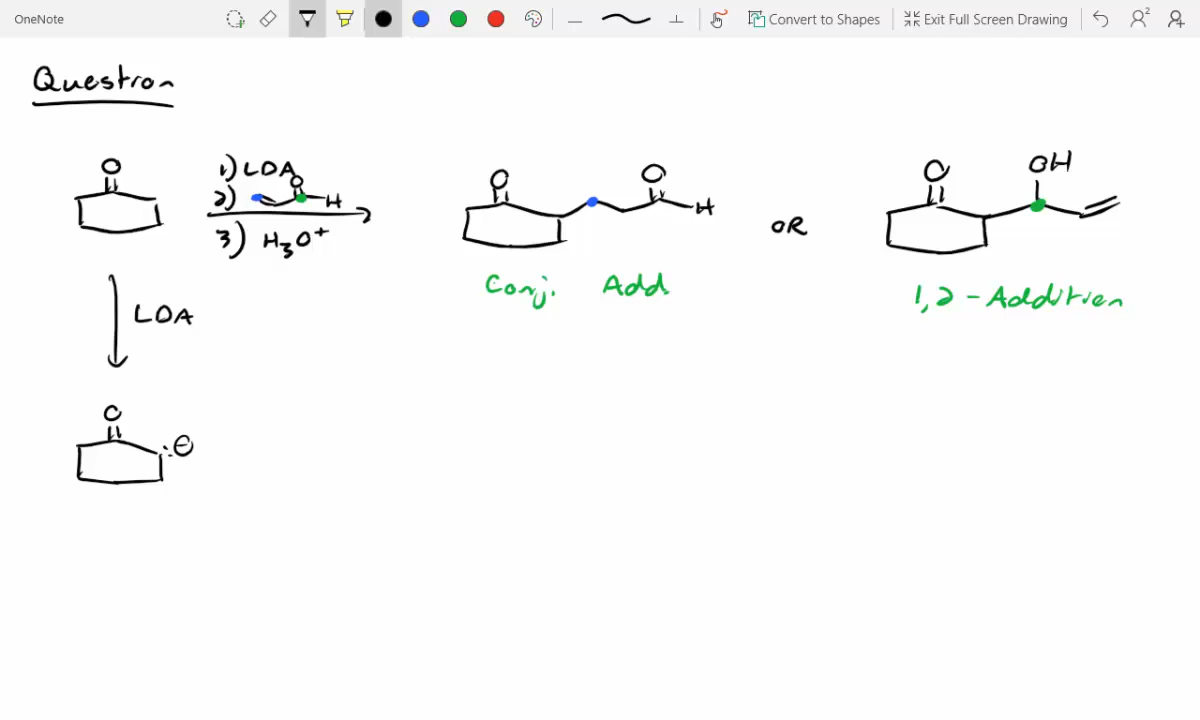 OneNote
Convert to Shapes
Exit Full Screen Drawing
2
Question
O
1) LDA
2) O H
3) H3O+
O
O
H
OR
O
OH
Conj. Add.
1,2 - Addition
LDA
O
:⊖